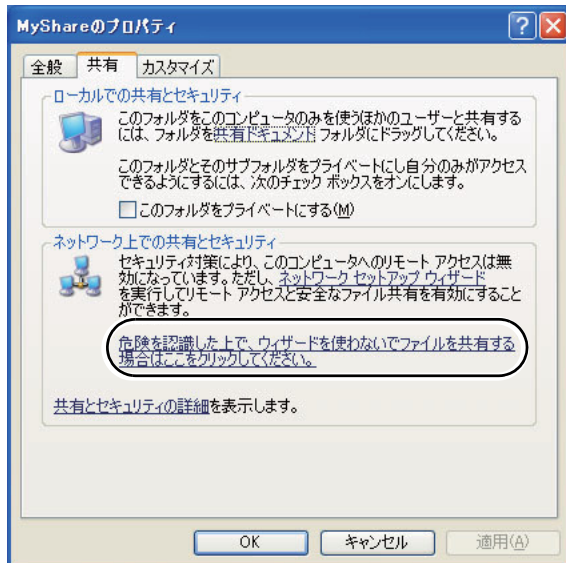 MyShareのプロパティ
全般 共有 カスタマイズ
ローカルでの共有とセキュリティ
このフォルダをこのコンピュータのみを使うほかのユーザーと共有する
には、フォルダを共有ドキュメント フォルダにドラッグしてください。
このフォルダとそのサブフォルダをプライベートにし自分のみがアクセス
できるようにするには、次のチェック ボックスをオンにします。
このフォルダをプライベートにする(M)
ネットワーク上での共有とセキュリティ
セキュリティ対策により、このコンピュータへのリモート アクセスは無
効になっています。ただし、ネットワーク セットアップ ウィザード
を実行してリモート アクセスと安全なファイル共有を有効にすること
ができます。
危険を認識した上で、ウィザードを使わないでファイルを共有する
場合はここをクリックしてください。
共有とセキュリティの詳細を表示します。
OK キャンセル 適用(A)